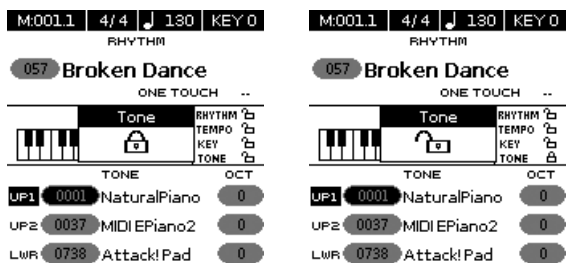 M:001.1 4/4 ♩ 130 KEY 0
RHYTHM
057 Broken Dance
ONE TOUCH --
Tone
RHYTHM
TEMPO
KEY
TONE
TONE OCT
UP1 0001 NaturalPiano 0
UP2 0037 MIDI EPiano2 0
LWR 0738 Attack! Pad 0
M:001.1 4/4 ♩ 130 KEY 0
RHYTHM
057 Broken Dance
ONE TOUCH --
Tone
RHYTHM
TEMPO
KEY
TONE
TONE OCT
UP1 0001 NaturalPiano 0
UP2 0037 MIDI EPiano2 0
LWR 0738 Attack! Pad 0